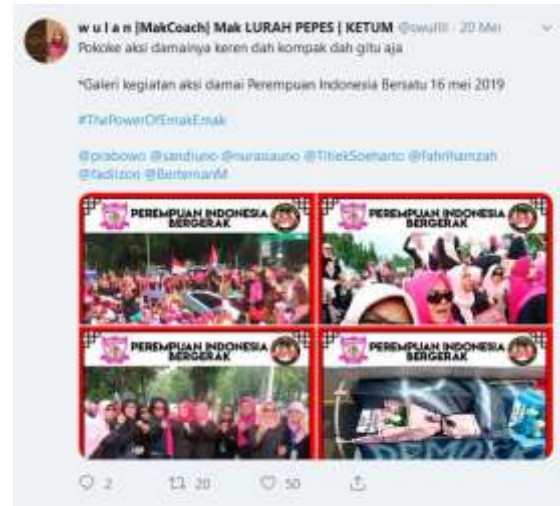 w u l a n |MakCoach| Mak LURAH PEPES | KETUM @swulill · 20 Mei
Pokoke aksi damainya keren dah kompak dah gitu aja
*Galeri kegiatan aksi damai Perempuan Indonesia Bersatu 16 mei 2019
#ThePowerOfEmakEmak
@prabowo @sandiuno @nurasiauno @TitiekSoeharto @fahrihamzah
@fadlizon @BertemanM
PEREMPUAN INDONESIA
BERGERAK
PEREMPUAN INDONESIA
BERGERAK
PEREMPUAN INDONESIA
BERGERAK
PEREMPUAN INDONESIA
BERGERAK
2 20 50